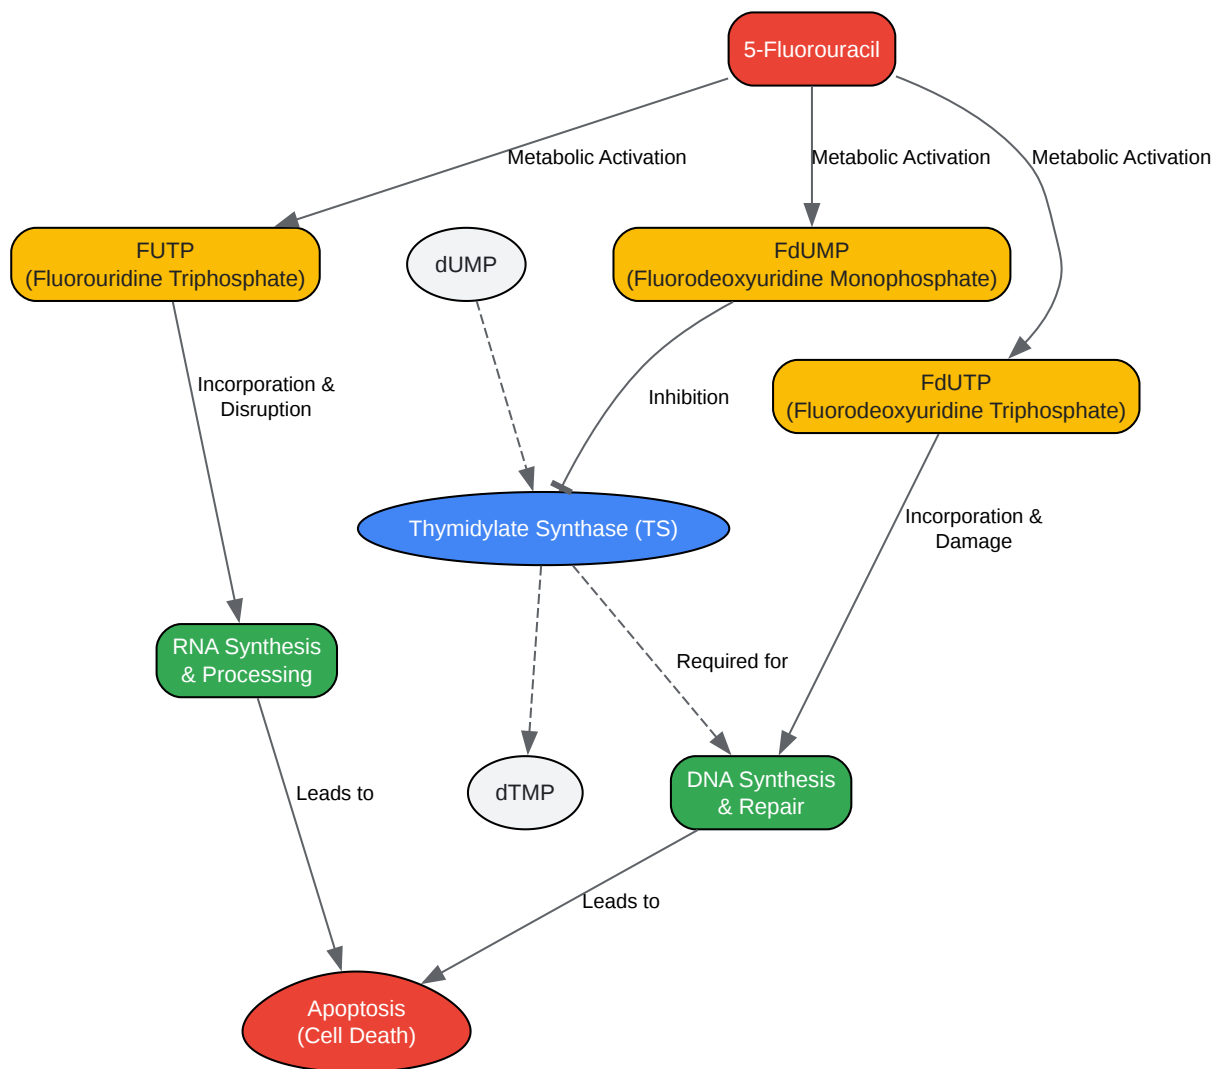 5-Fluorouracil
Metabolic Activation
Metabolic Activation
Metabolic Activation
FUTP
(Fluorouridine Triphosphate)
dUMP
FdUMP
(Fluorodeoxyuridine Monophosphate)
FdUTP
(Fluorodeoxyuridine Triphosphate)
Incorporation &
Disruption
Inhibition
Thymidylate Synthase (TS)
Incorporation &
Damage
RNA Synthesis
& Processing
Required for
Leads to
dTMP
DNA Synthesis
& Repair
Leads to
Apoptosis
(Cell Death)